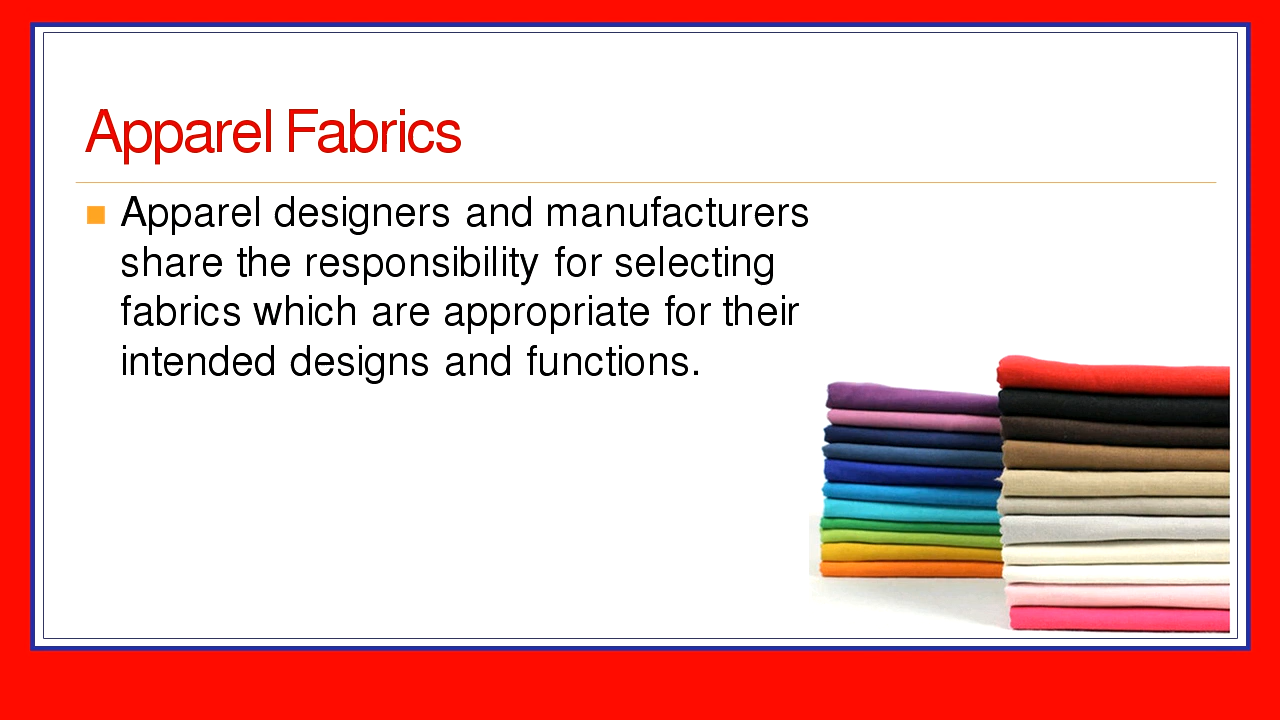 Apparel Fabrics
Apparel designers and manufacturers
share the responsibility for selecting
fabrics which are appropriate for their
intended designs and functions.